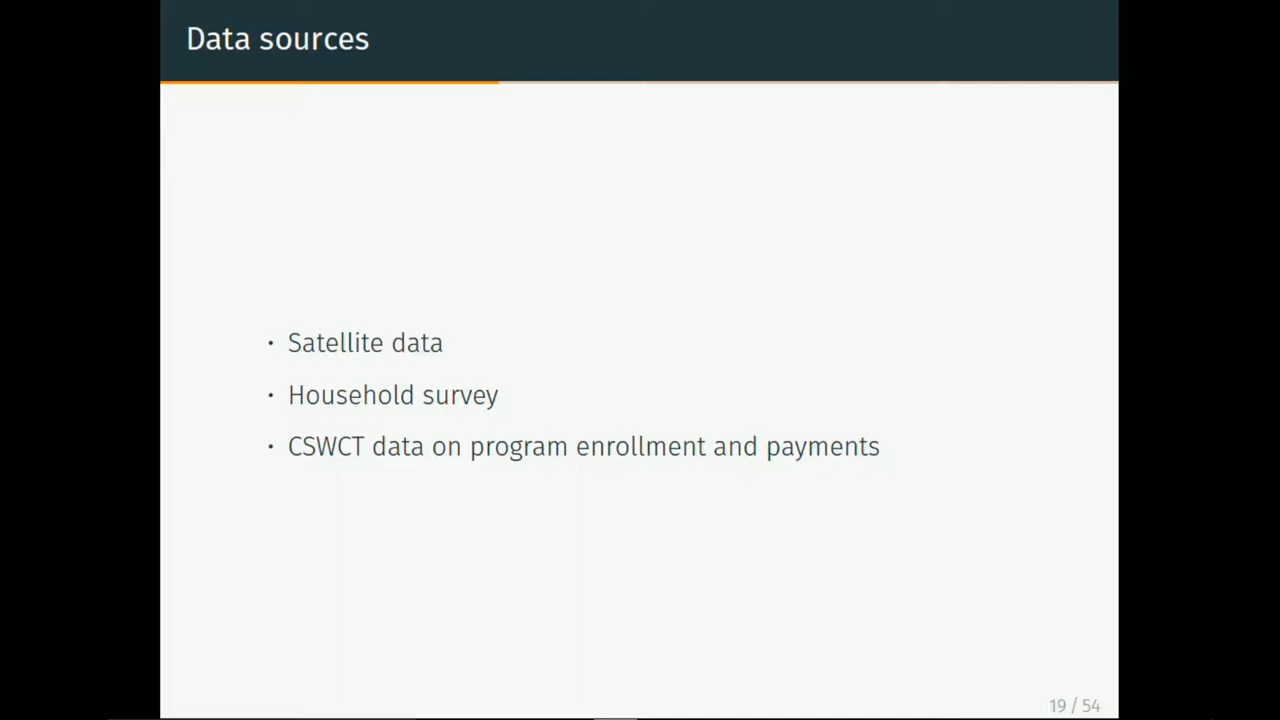 Data sources
• Satellite data
• Household survey
• CSWCT data on program enrollment and payments
19 / 54